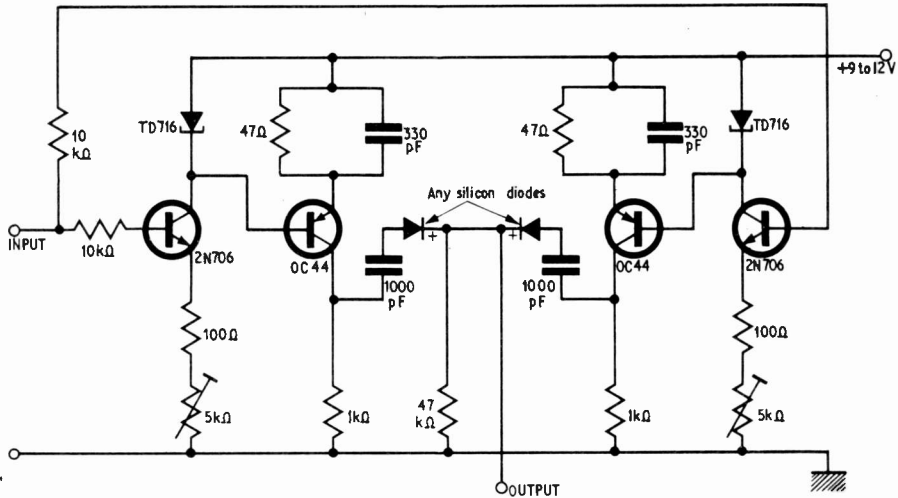 +9 to 12V
10
kΩ
TD716
47Ω
330
pF
47Ω
330
pF
TD716
Any silicon diodes
INPUT
10kΩ
2N706
OC44
1000
pF
+
+
1000
pF
OC44
2N706
100Ω
100Ω
5kΩ
1kΩ
47
kΩ
1kΩ
5kΩ
OUTPUT